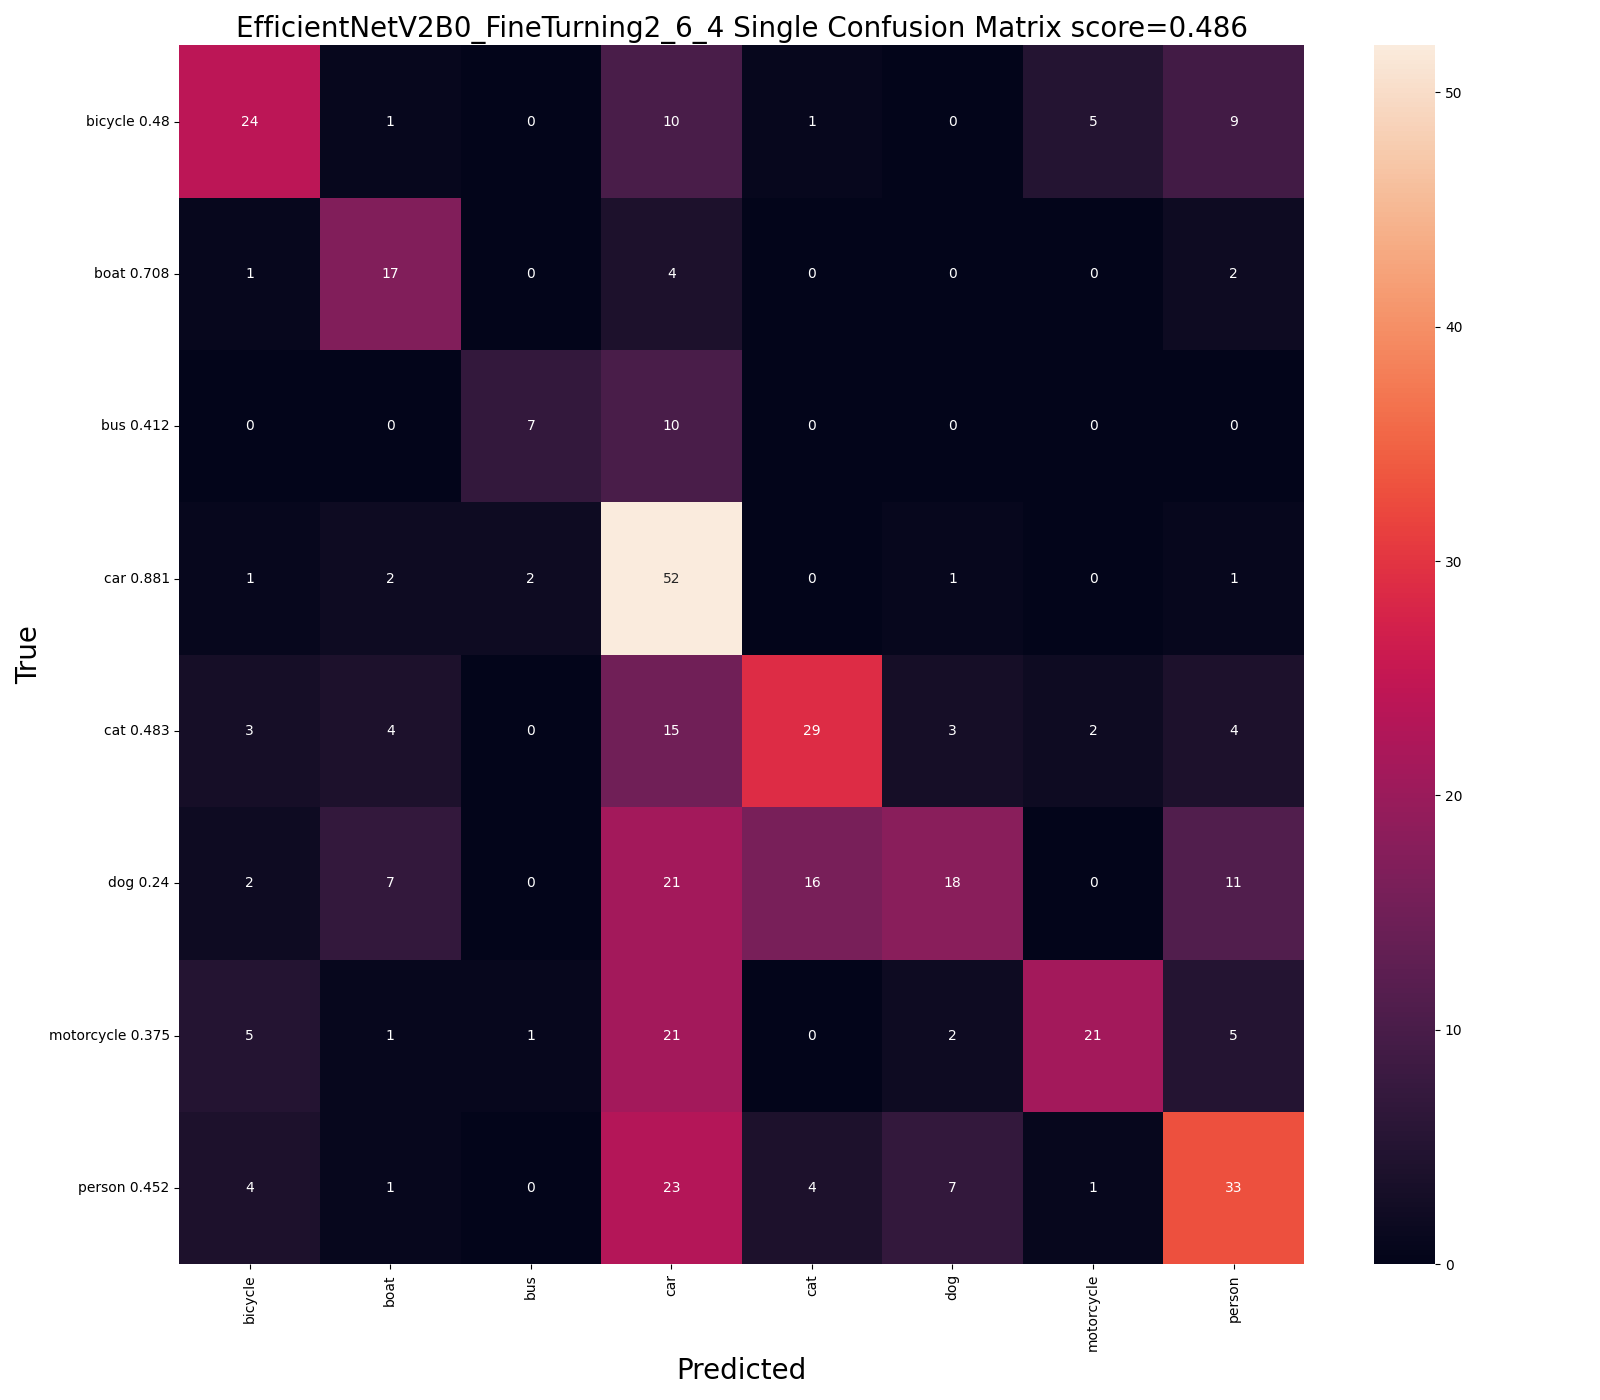 EfficientNetV2B0_FineTurning2_6_4 Single Confusion Matrix score=0.486
bicycle 0.48 24 1 0 10 1 0 5 9
boat 0.708 1 17 0 4 0 0 0 2
bus 0.412 0 0 7 10 0 0 0 0
car 0.881 1 2 2 52 0 1 0 1
cat 0.483 3 4 0 15 29 3 2 4
dog 0.24 2 7 0 21 16 18 0 11
motorcycle 0.375 5 1 1 21 0 2 21 5
person 0.452 4 1 0 23 4 7 1 33
bicycle boat bus car cat dog motorcycle person
True
Predicted
50
40
30
20
10
0